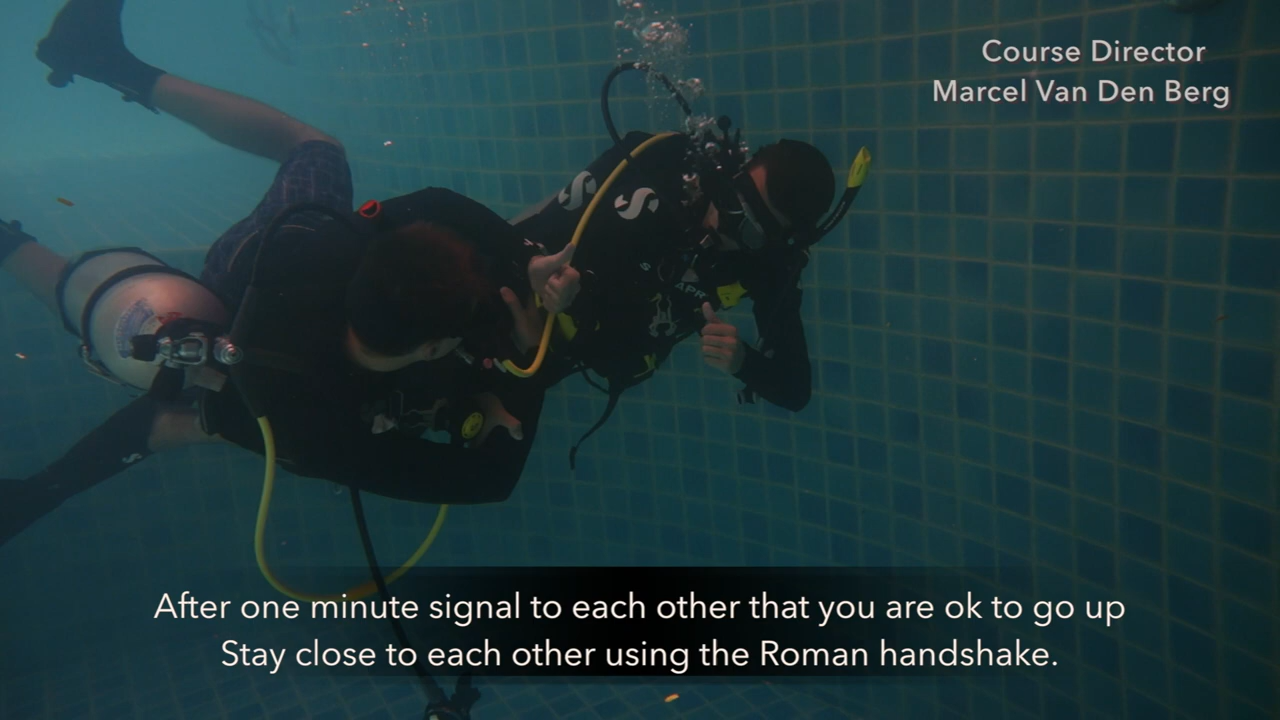 Course Director
Marcel Van Den Berg
APR
After one minute signal to each other that you are ok to go up
Stay close to each other using the Roman handshake.